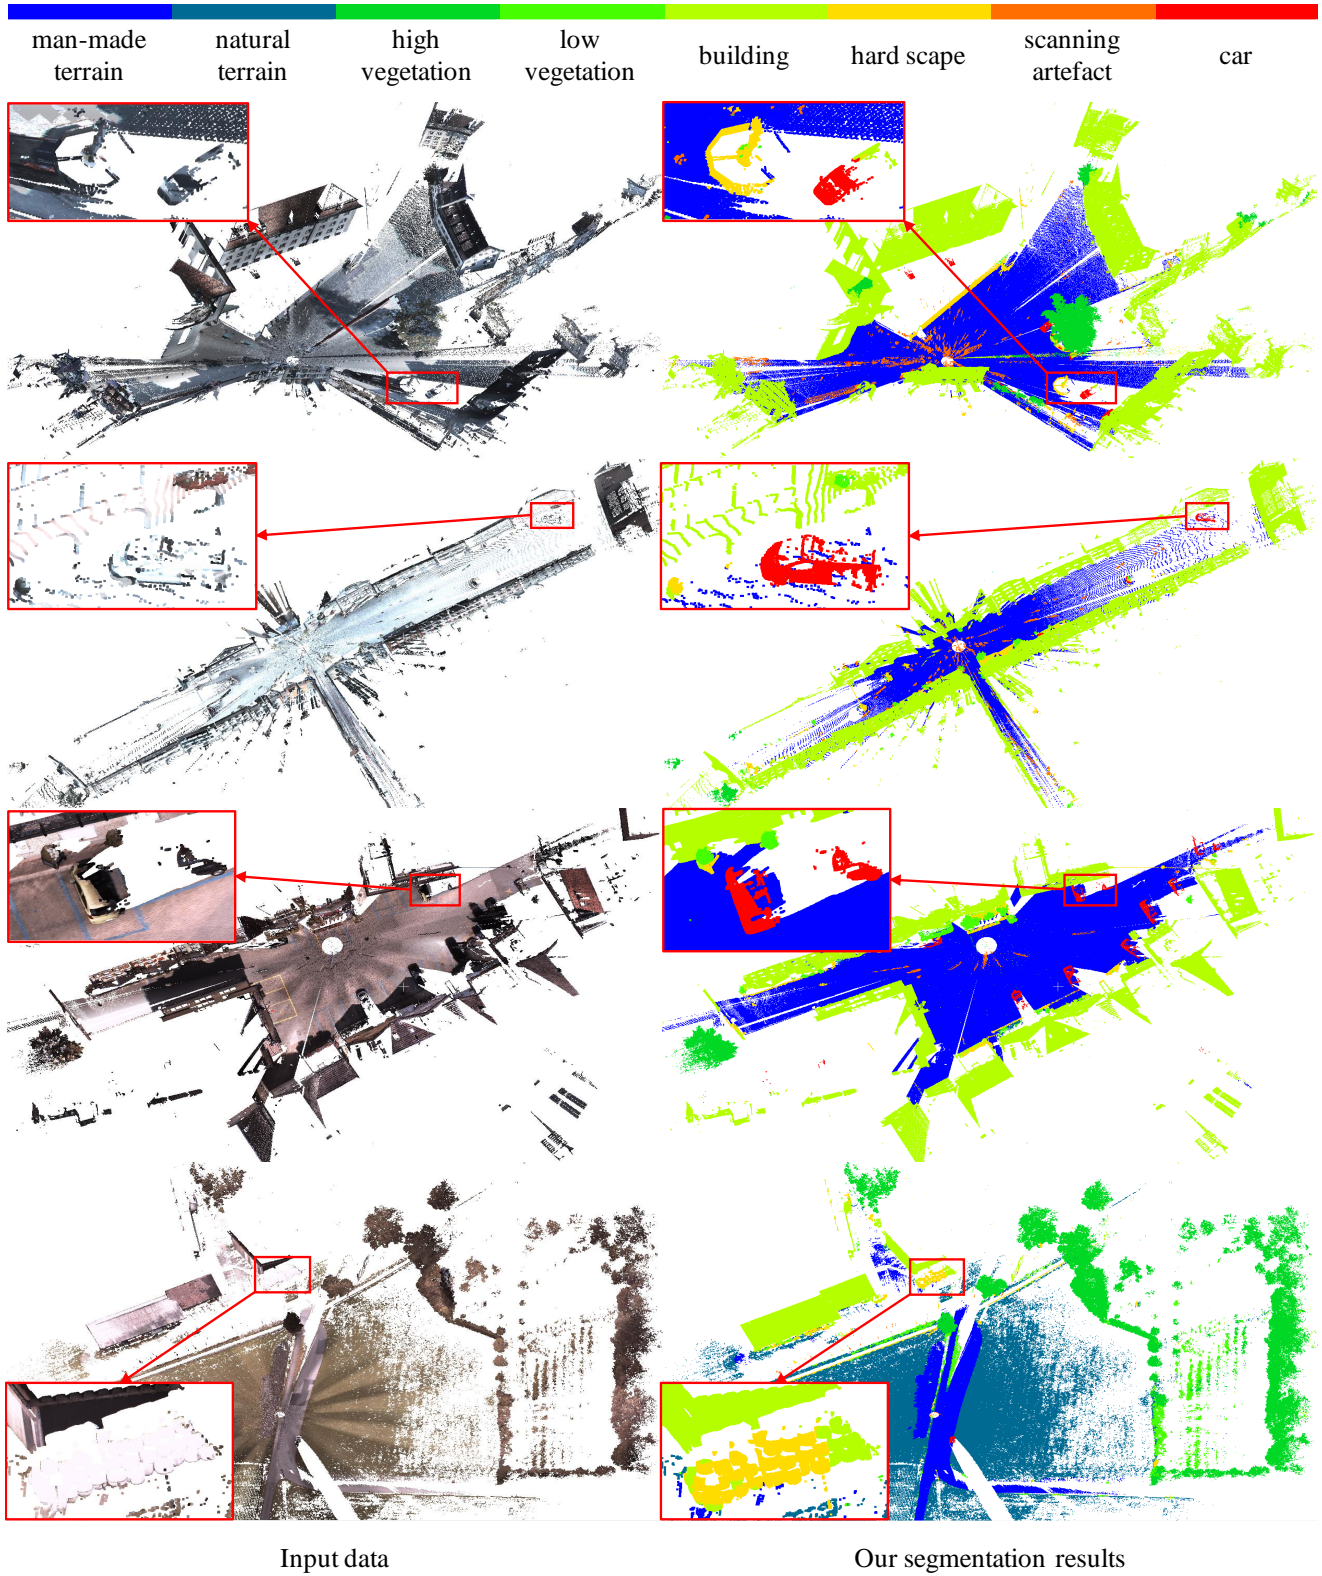 man-made natural high low building hard scape scanning car
terrain terrain vegetation vegetation artefact
Input data Our segmentation results